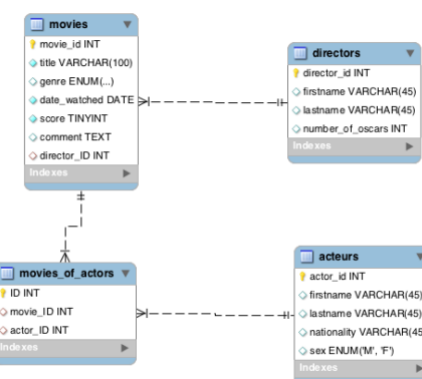 movies
movie_id INT
title VARCHAR(100)
genre ENUM(...)
date_watched DATE
score TINYINT
comment TEXT
director_ID INT
Indexes
directors
director_id INT
firstname VARCHAR(45)
lastname VARCHAR(45)
number_of_oscars INT
Indexes
movies_of_actors
ID INT
movie_ID INT
actor_ID INT
Indexes
acteurs
actor_id INT
firstname VARCHAR(45)
lastname VARCHAR(45)
nationality VARCHAR(45
sex ENUM('M', 'F')
Indexes